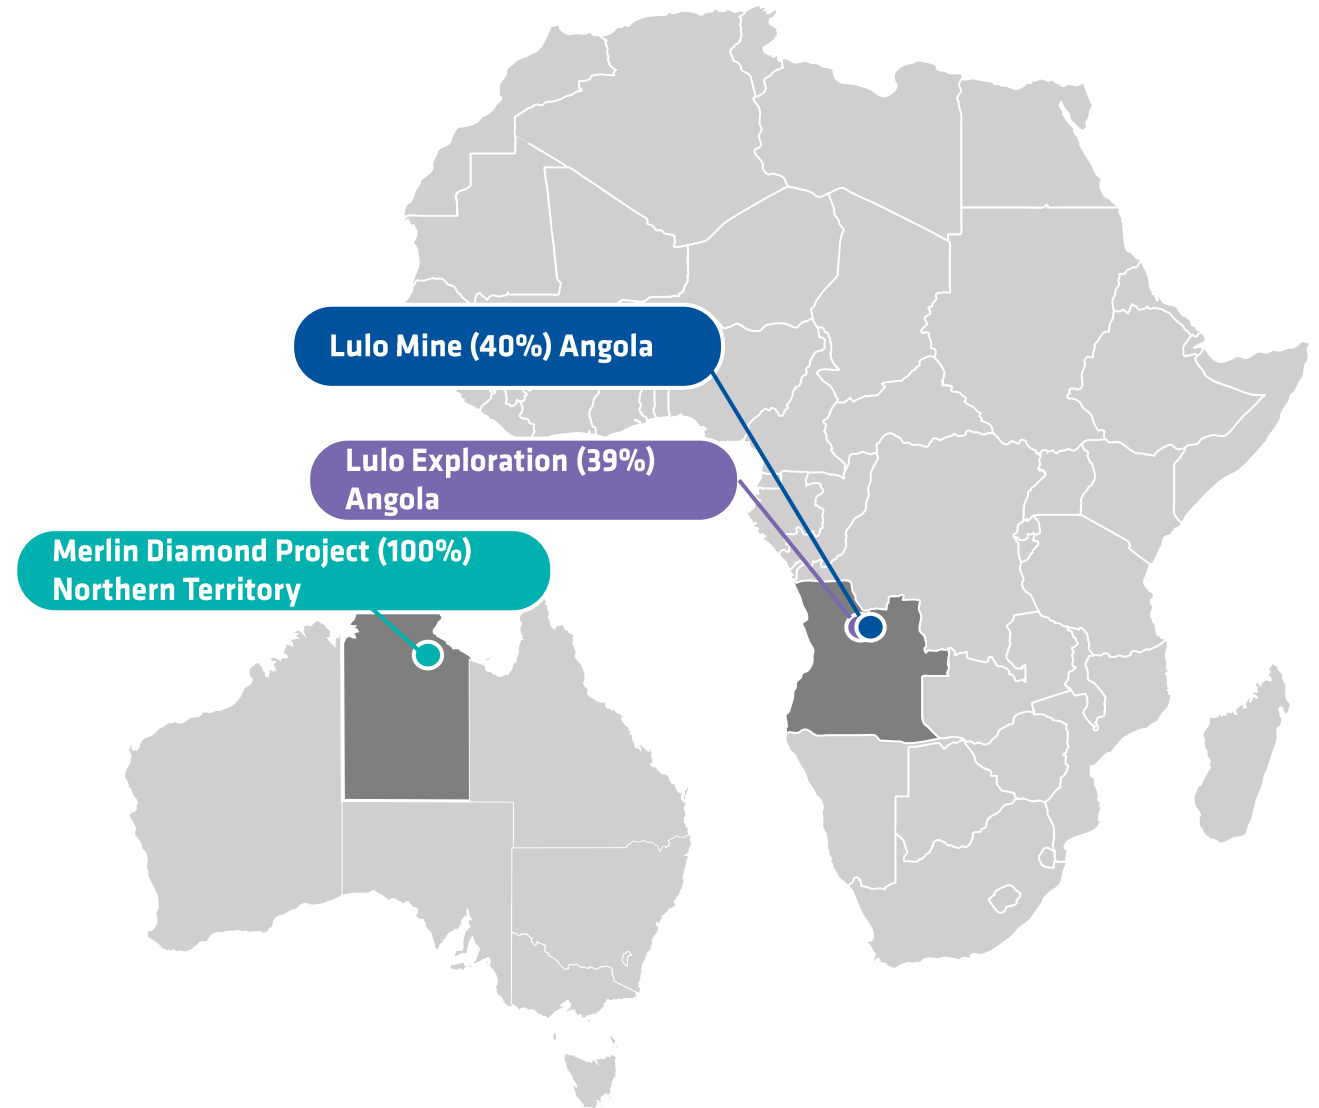 Lulo Mine (40%) Angola
Lulo Exploration (39%)
Angola
Merlin Diamond Project (100%)
Northern Territory